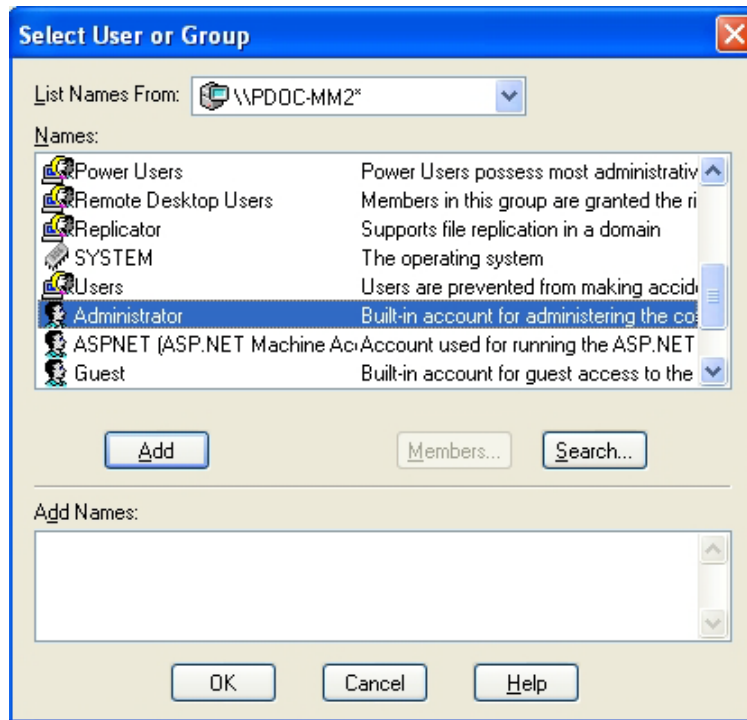 Select User or Group
List Names From: \\PDOC-MM2*
Names:
Power Users Power Users possess most administrativ
Remote Desktop Users Members in this group are granted the ri
Replicator Supports file replication in a domain
SYSTEM The operating system
Users Users are prevented from making accide
Administrator Built-in account for administering the co
ASPNET (ASP.NET Machine Acc Account used for running the ASP.NET
Guest Built-in account for guest access to the
Add Members... Search...
Add Names:
OK Cancel Help